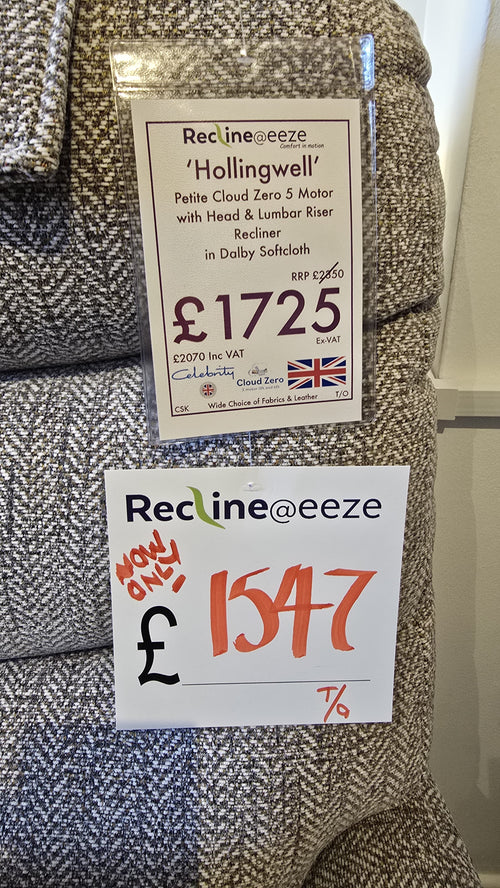 Recline@eeze
Comfort in motion
'Hollingwell'
Petite Cloud Zero 5 Motor
with Head & Lumbar Riser
Recliner
in Dalby Softcloth
RRP £2350
£1725
Ex-VAT
£2070 Inc VAT
Celebrity
Cloud Zero
CSK
Wide Choice of Fabrics & Leather
T/O
Recline@eeze
NOW
ONLY!
£ 1547
T/O